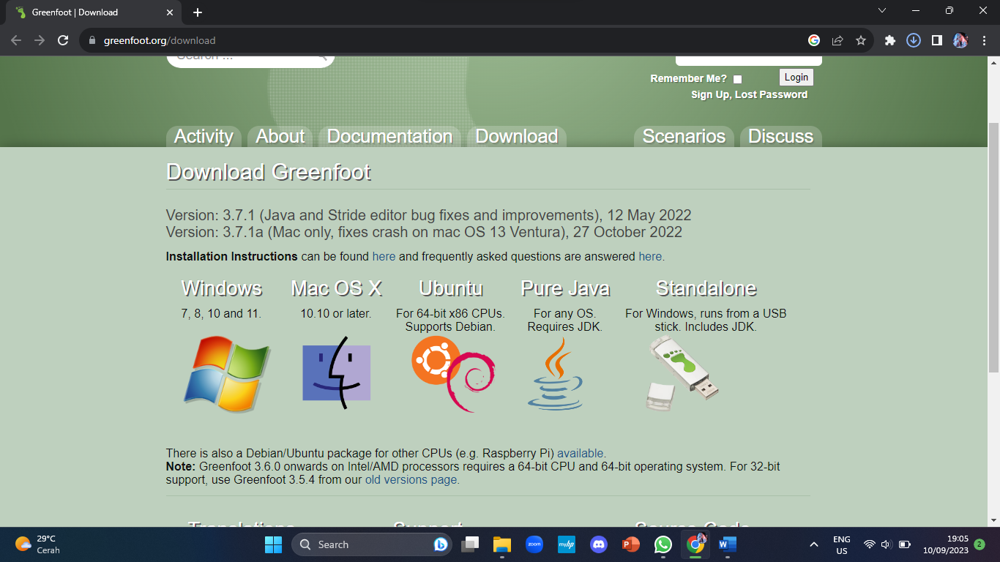 Greenfoot | Download
greenfoot.org/download
Search ...
Remember Me?
Login
Sign Up, Lost Password
Activity About Documentation Download Scenarios Discuss
Download Greenfoot
Version: 3.7.1 (Java and Stride editor bug fixes and improvements), 12 May 2022
Version: 3.7.1a (Mac only, fixes crash on mac OS 13 Ventura), 27 October 2022
Installation Instructions can be found here and frequently asked questions are answered here.
Windows
7, 8, 10 and 11.
Mac OS X
10.10 or later.
Ubuntu
For 64-bit x86 CPUs.
Supports Debian.
Pure Java
For any OS.
Requires JDK.
Standalone
For Windows, runs from a USB
stick. Includes JDK.
There is also a Debian/Ubuntu package for other CPUs (e.g. Raspberry Pi) available.
Note: Greenfoot 3.6.0 onwards on Intel/AMD processors requires a 64-bit CPU and 64-bit operating system. For 32-bit
support, use Greenfoot 3.5.4 from our old versions page.
Translations Support Source Code
29°C
Cerah
Search
zoom
myhp
ENG
US
19:05
10/09/2023
2